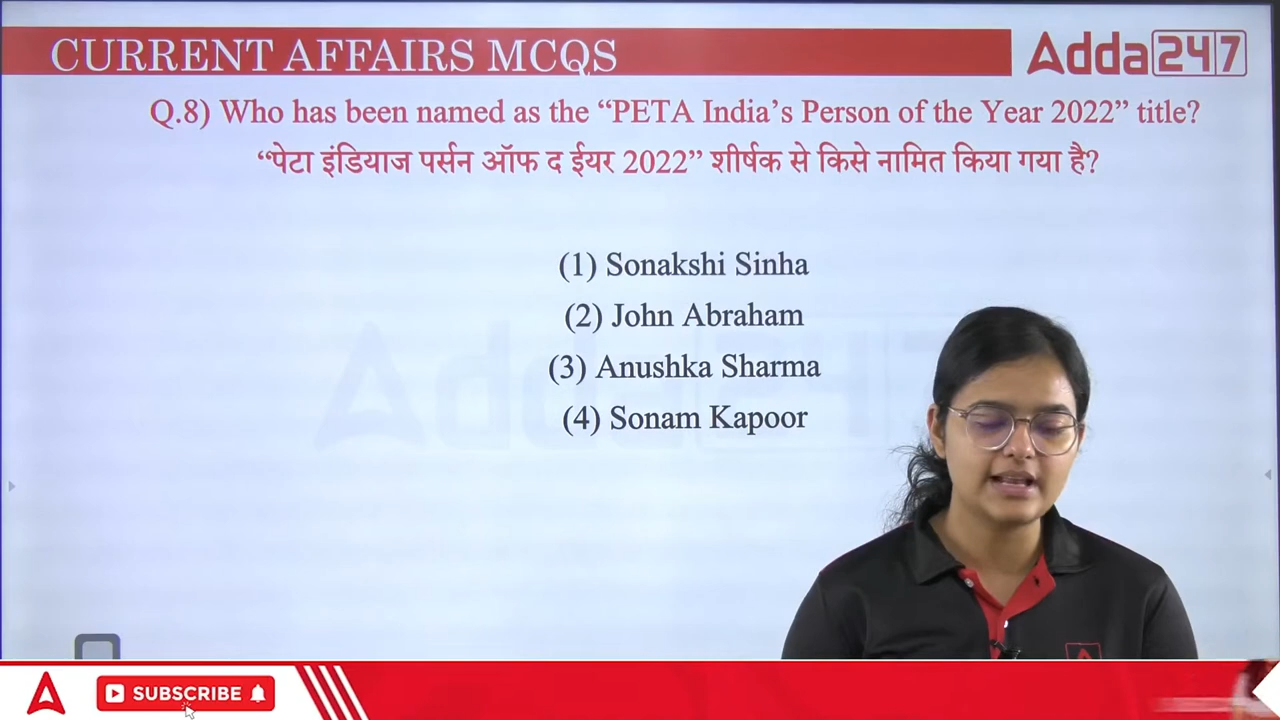 CURRENT AFFAIRS MCQS
Adda247
Q.8) Who has been named as the “PETA India’s Person of the Year 2022” title?
“पेटा इंडियाज पर्सन ऑफ द ईयर 2022” शीर्षक से किसे नामित किया गया है?
(1) Sonakshi Sinha
(2) John Abraham
(3) Anushka Sharma
(4) Sonam Kapoor
Adda247
SUBSCRIBE